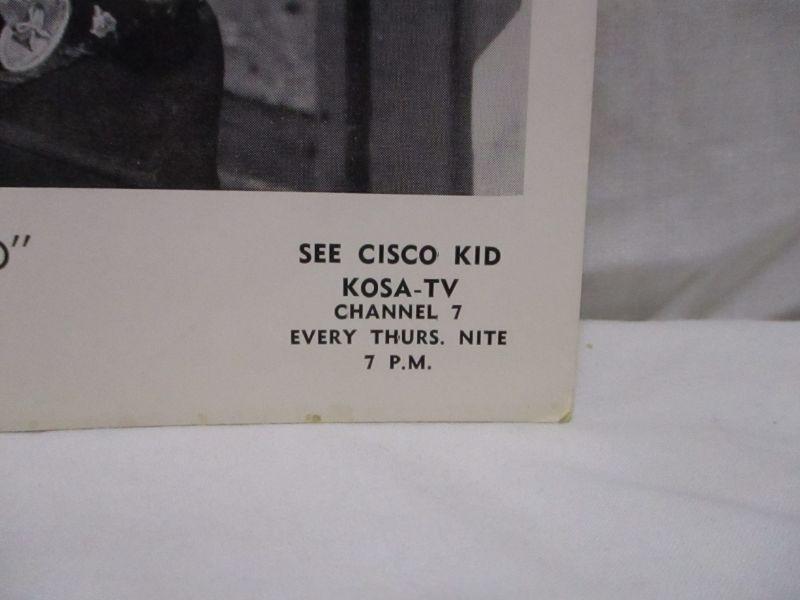 SEE CISCO KID
KOSA-TV
CHANNEL 7
EVERY THURS. NITE
7 P.M.